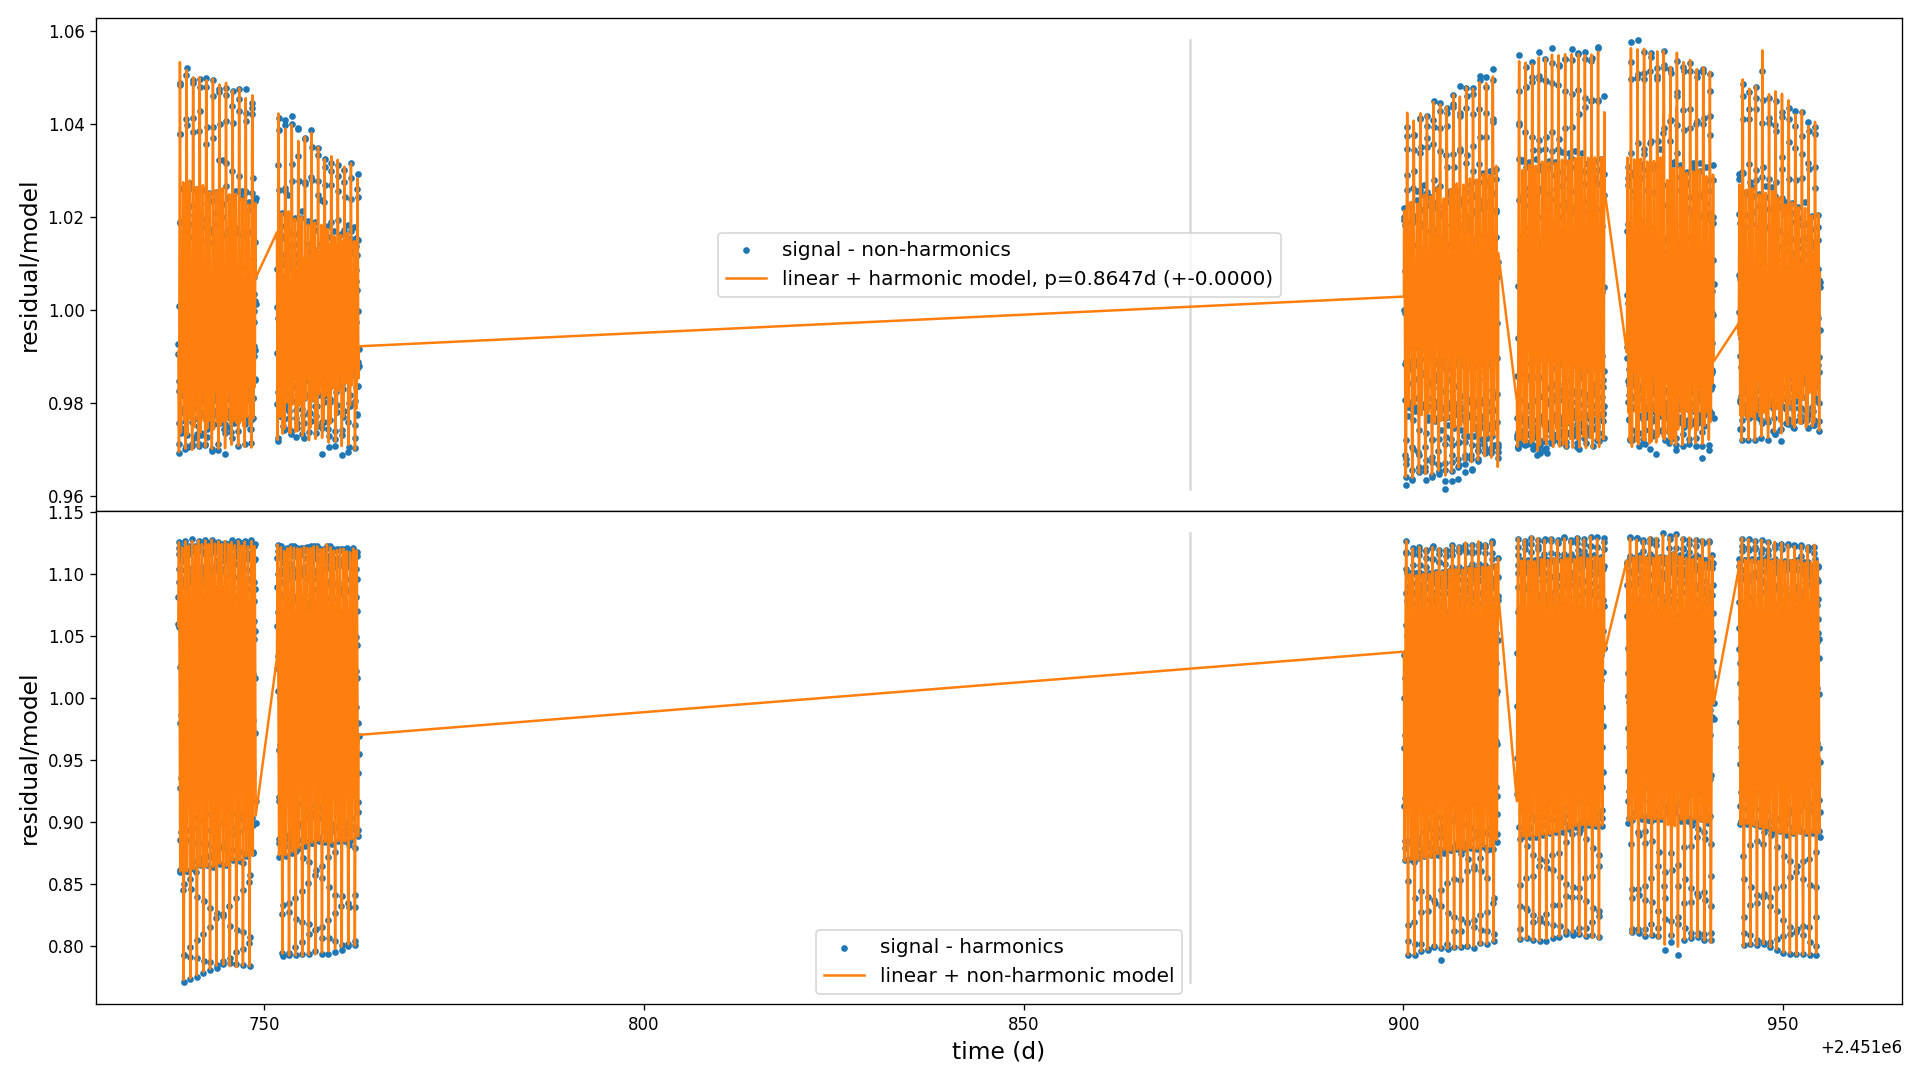 1.06
1.04
1.02
1.00
0.98
0.96
residual/model
signal - non-harmonics
linear + harmonic model, p=0.8647d (+-0.0000)
1.15
1.10
1.05
1.00
0.95
0.90
0.85
0.80
residual/model
signal - harmonics
linear + non-harmonic model
750
800
850
900
950
time (d)
+2.451e6